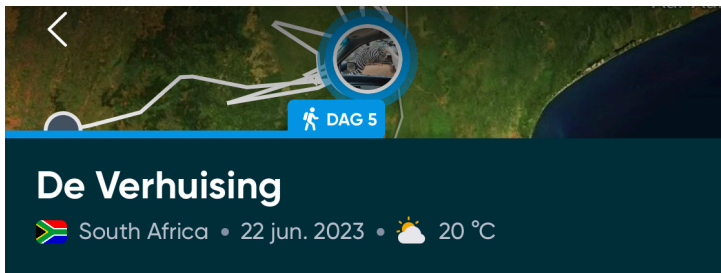 DAG 5
De Verhuising
South Africa • 22 jun. 2023 • 20 °C